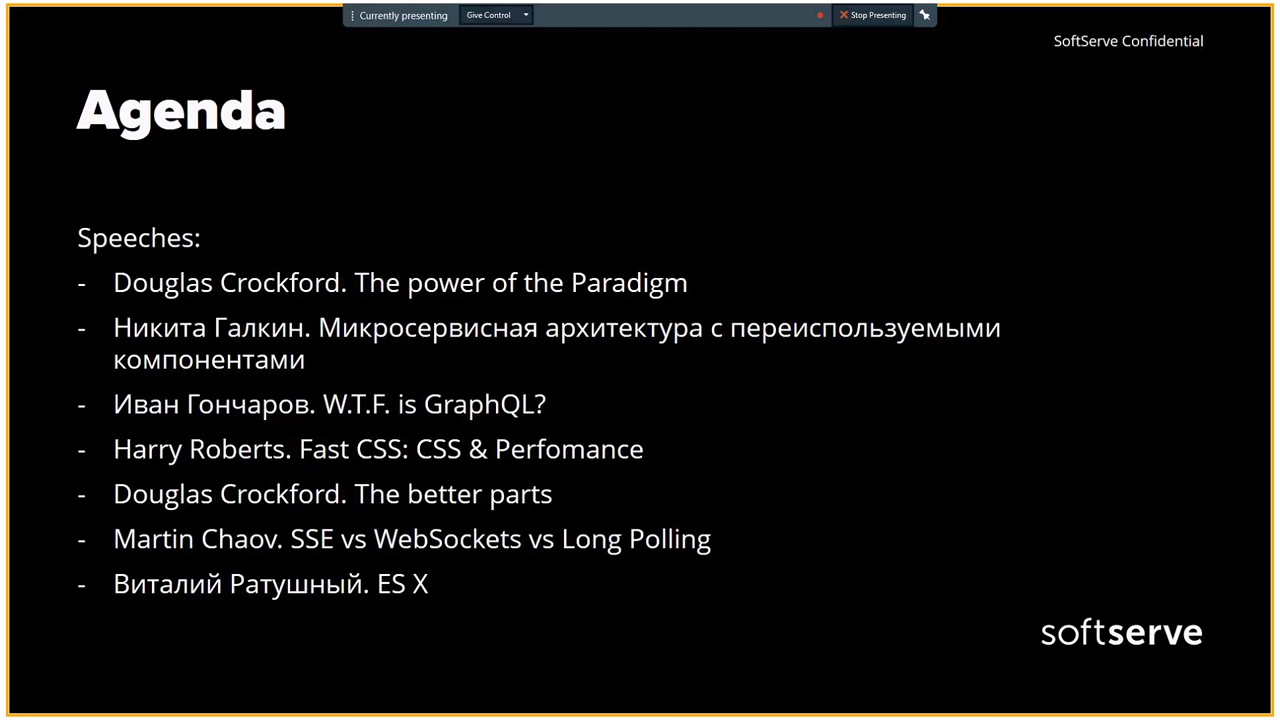 Currently presenting
Give Control
Stop Presenting
SoftServe Confidential
Agenda
Speeches:
- Douglas Crockford. The power of the Paradigm
- Никита Галкин. Микросервисная архитектура с переиспользуемыми
компонентами
- Иван Гончаров. W.T.F. is GraphQL?
- Harry Roberts. Fast CSS: CSS & Perfomance
- Douglas Crockford. The better parts
- Martin Chaov. SSE vs WebSockets vs Long Polling
- Виталий Ратушный. ES X
softserve